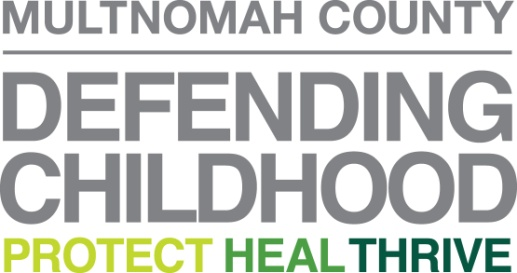 MULTNOMAH COUNTY
DEFENDING
CHILDHOOD
PROTECT HEAL THRIVE